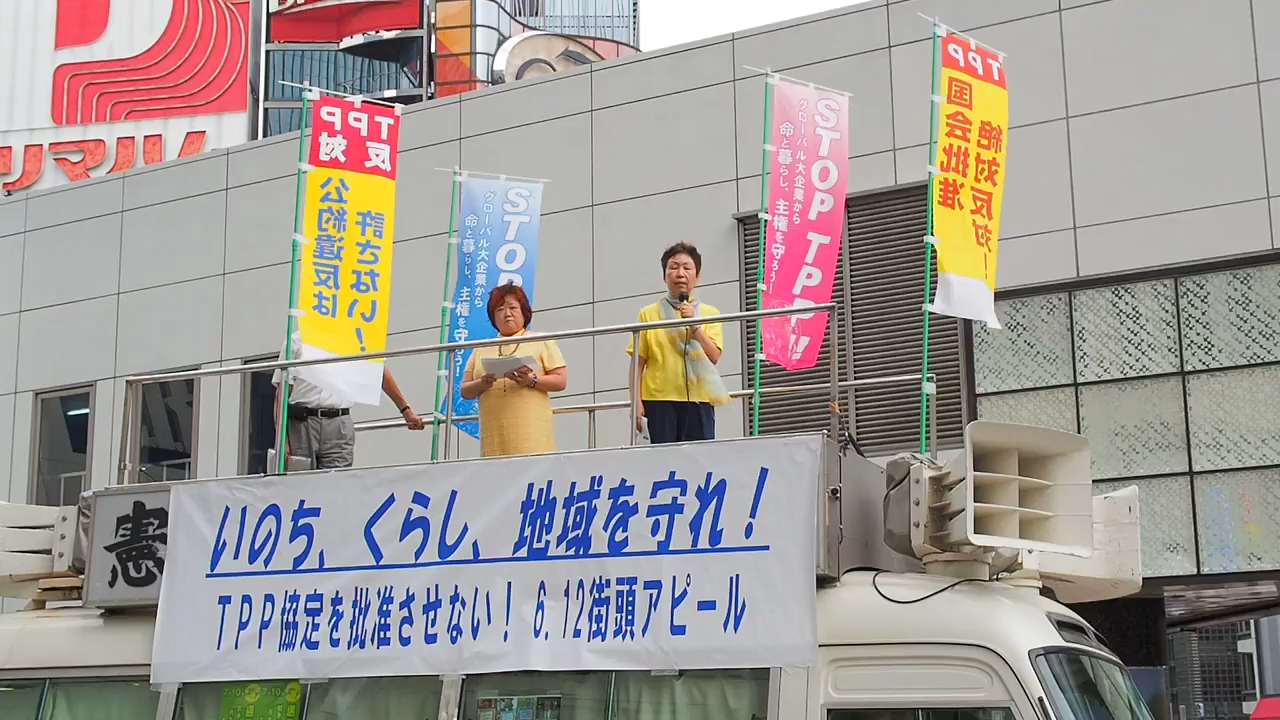 リマハ
TPP
反対
許さない！
公約違反は
STOP
グローバル大企業から
命と暮らし、主権を守ろう！
STOP TPP!!
グローバル大企業から
命と暮らし、主権を守ろう！
TPP
国会批准
絶対反対！
憲
いのち、くらし、地域を守れ！
TPP協定を批准させない！6.12街頭アピール